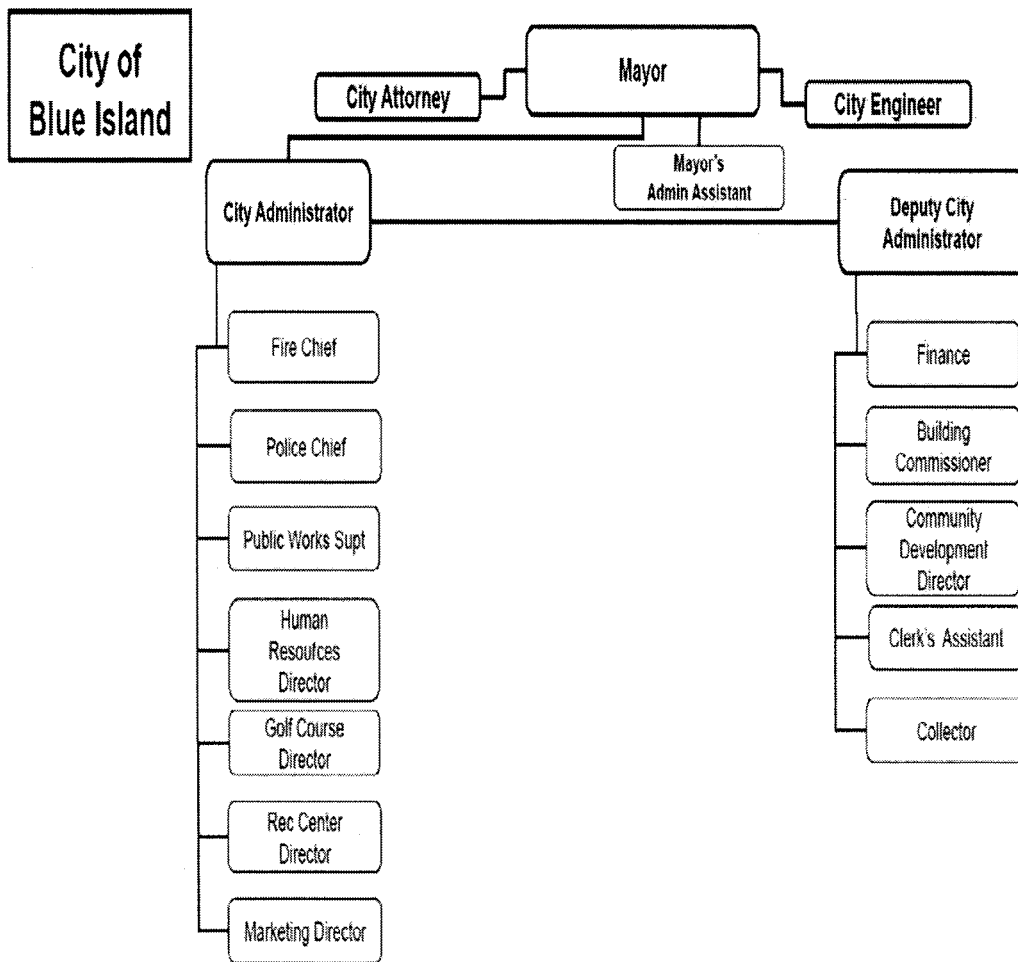 City of
Blue Island
Mayor
City Attorney
City Engineer
Mayor's
Admin Assistant
City Administrator
Deputy City
Administrator
Fire Chief
Police Chief
Public Works Supt
Human
Resoufces
Director
Golf Course
Director
Rec Center
Director
Marketing Director
Finance
Building
Commissioner
Community
Development
Director
Clerk's Assistant
Collector